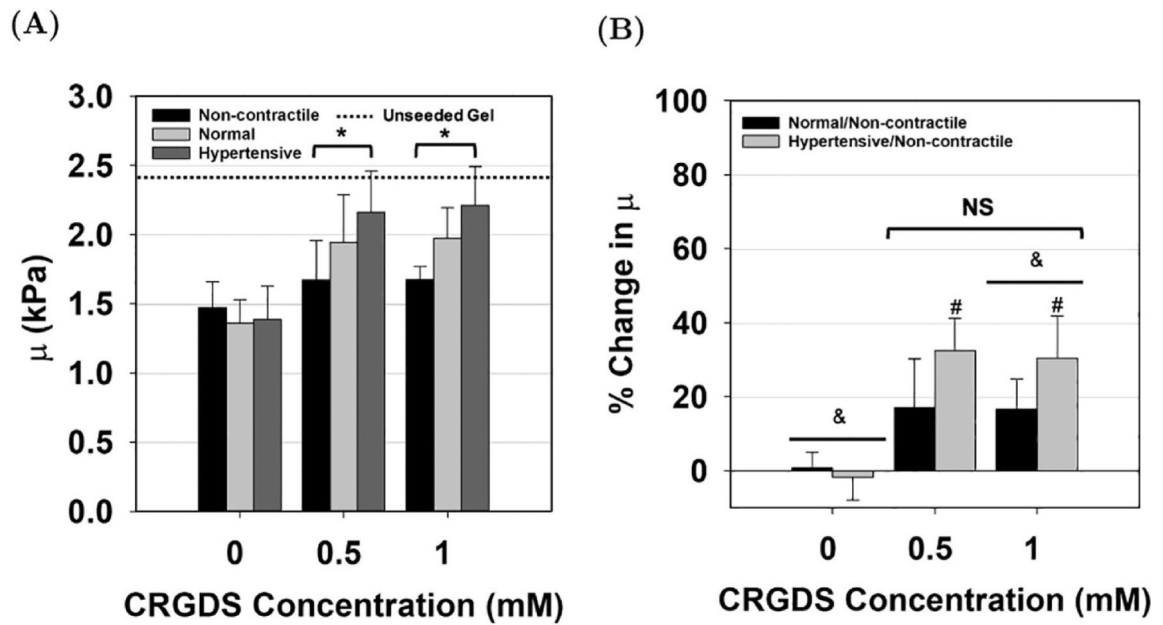 (A)
3.0
2.5
2.0
1.5
1.0
0.5
0.0
μ (kPa)
Non-contractile
Normal
Hypertensive
Unseeded Gel
*
*
0
0.5
1
CRGDS Concentration (mM)
(B)
100
80
60
40
20
0
% Change in μ
Normal/Non-contractile
Hypertensive/Non-contractile
NS
&
#
#
&
0
0.5
1
CRGDS Concentration (mM)